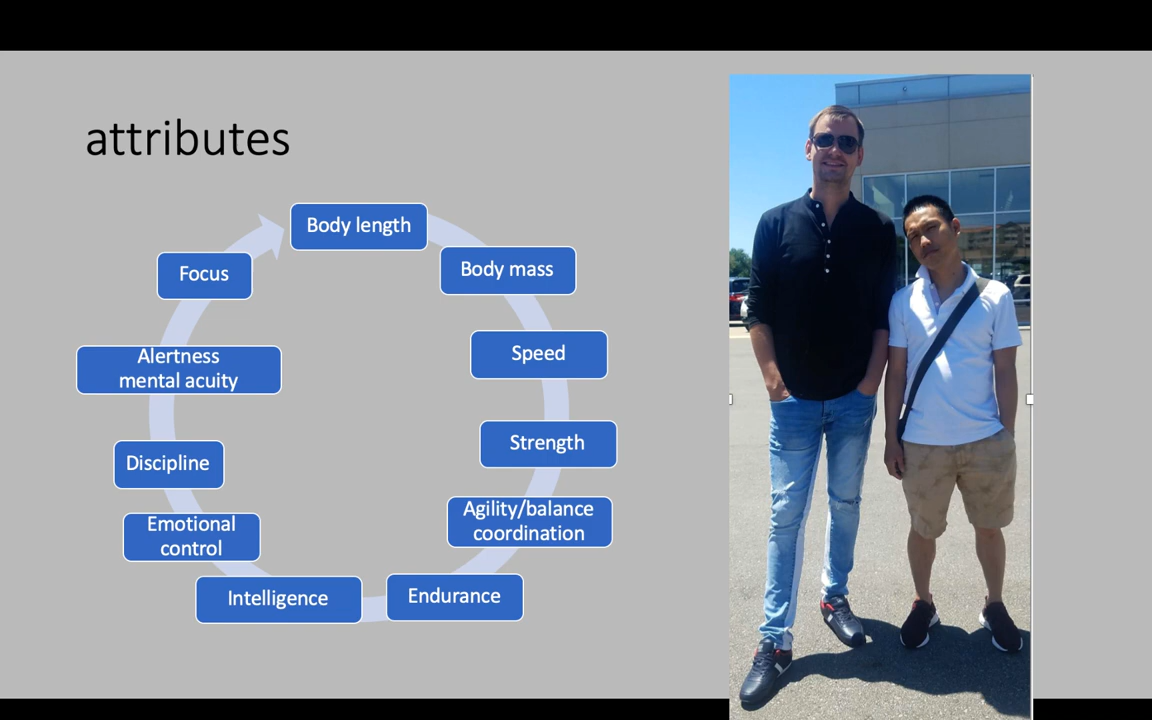 attributes
Body length
Body mass
Speed
Strength
Agility/balance
coordination
Endurance
Intelligence
Emotional
control
Discipline
Alertness
mental acuity
Focus